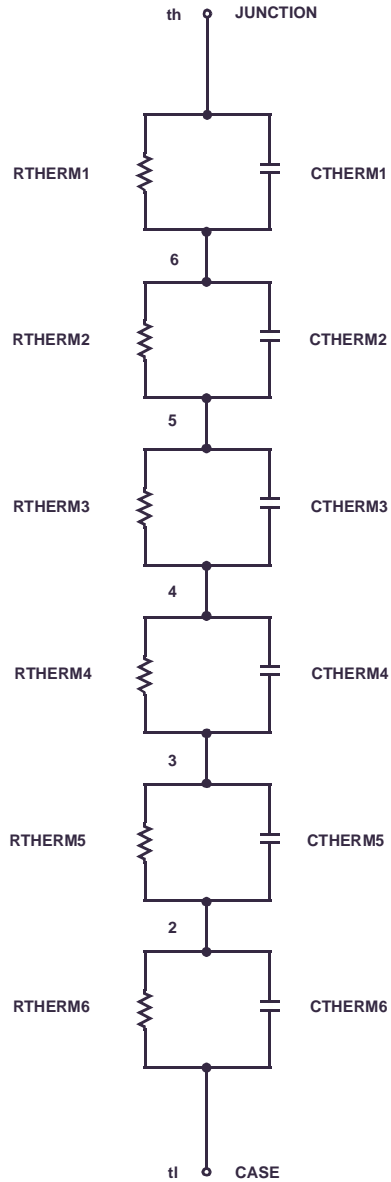 th JUNCTION
RTHERM1 CTHERM1
6
RTHERM2 CTHERM2
5
RTHERM3 CTHERM3
4
RTHERM4 CTHERM4
3
RTHERM5 CTHERM5
2
RTHERM6 CTHERM6
tl CASE